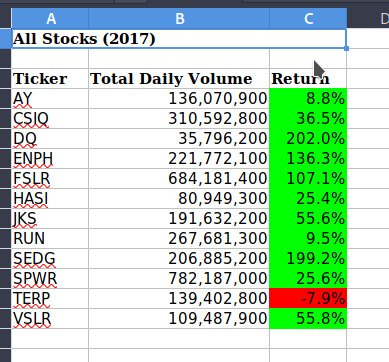 A B C D
All Stocks (2017)
Ticker Total Daily Volume Return
AY 136,070,900 8.8%
CSIQ 310,592,800 36.5%
DQ 35,796,200 202.0%
ENPH 221,772,100 136.3%
FSLR 684,181,400 107.1%
HASI 80,949,300 25.4%
JKS 191,632,200 55.6%
RUN 267,681,300 9.5%
SEDG 206,885,200 199.2%
SPWR 782,187,000 25.6%
TERP 139,402,800 -7.9%
VSLR 109,487,900 55.8%